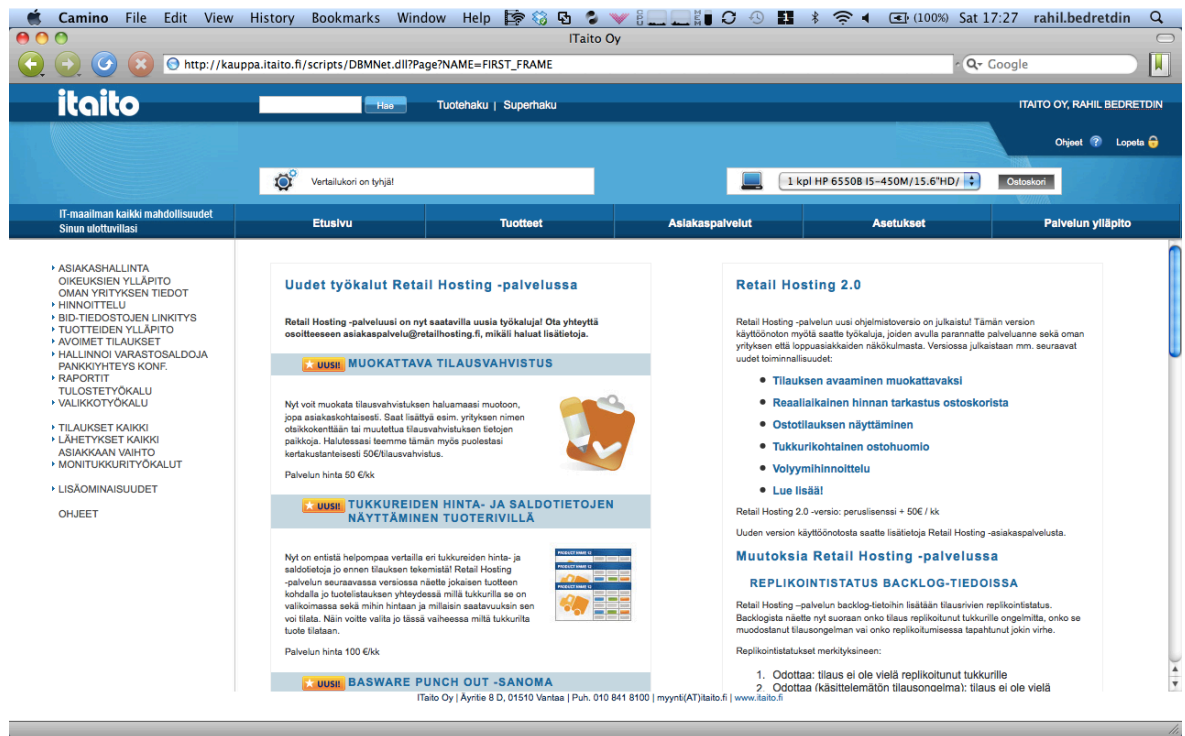 Camino File Edit View History Bookmarks Window Help (100%) Sat 17:27 rahil.bedretdin
ITaito Oy
http://kauppa.itaito.fi/scripts/DBMNet.dll?Page?NAME=FIRST_FRAME
Google
itaito
Hae
Tuotehaku | Superhaku
ITAITO OY, RAHIL BEDRETDIN
Ohjeet ? Lopeta
Vertailukori on tyhjä!
1 kpl HP 6550B I5-450M/15.6"HD/
Ostoskori
IT-maailman kaikki mahdollisuudet
Sinun ulottuvillasi
Etusivu
Tuotteet
Asiakaspalvelut
Asetukset
Palvelun ylläpito
ASIAKASHALLINTA
OIKEUKSIEN YLLÄPITO
OMAN YRITYKSEN TIEDOT
HINNOITTELU
BID-TIEDOSTOJEN LINKITYS
TUOTTEIDEN YLLÄPITO
AVOIMET TILAUKSET
HALLINNOI VARASTOSALDOJA
PANKKIYHTEYS KONF.
RAPORTIT
TULOSTETYÖKALU
VALIKKOTYÖKALU
TILAUKSET KAIKKI
LÄHETYKSET KAIKKI
ASIAKKAAN VAIHTO
MONITUKKURITYÖKALUT
LISÄOMINAISUUDET
OHJEET
Uudet työkalut Retail Hosting -palvelussa
Retail Hosting -palveluusi on nyt saatavilla uusia työkaluja! Ota yhteyttä
osoitteeseen asiakaspalvelu@retailhosting.fi, mikäli haluat lisätietoja.
UUSI! MUOKATTAVA TILAUSVAHVISTUS
Nyt voit muokata tilausvahvistuksen haluamaasi muotoon,
jopa asiakaskohtaisesti. Saat lisättyä esim. yrityksen nimen
otsikkokenttään tai muutettua tilausvahvistuksen tietojen
paikkoja. Halutessasi teemme tämän myös puolestasi
kertakustanteisesti 50€/tilausvahvistus.
Palvelun hinta 50 €/kk
UUSI! TUKKUREIDEN HINTA- JA SALDOTIETOJEN
NÄYTTÄMINEN TUOTERIVILLÄ
Nyt on entistä helpompaa vertailla eri tukkureiden hinta- ja
saldotietoja jo ennen tilauksen tekemistä! Retail Hosting
-palvelun seuraavassa versiossa näette jokaisen tuotteen
kohdalla jo tuotelistauksen yhteydessä millä tukkurilla se on
valikoimassa sekä mihin hintaan ja millaisin saatavuuksin sen
voi tilata. Näin voitte valita jo tässä vaiheessa miltä tukkurilta
tuote tilataan.
Palvelun hinta 100 €/kk
UUSI! BASWARE PUNCH OUT -SANOMA
Retail Hosting 2.0
Retail Hosting -palvelun uusi ohjelmistoversio on julkaistu! Tämän version
käyttöönoton myötä saatte työkaluja, joiden avulla parannatte palveluanne sekä oman
yrityksen että loppuasiakkaiden näkökulmasta. Versiossa julkaistaan mm. seuraavat
uudet toiminnallisuudet:
• Tilauksen avaaminen muokattavaksi
• Reaaliaikainen hinnan tarkastus ostoskorista
• Ostotilauksen näyttäminen
• Tukkurikohtainen ostohuomio
• Volyymihinnoittelu
• Lue lisää!
Retail Hosting 2.0 -versio: peruslisenssi + 50€ / kk
Uuden version käyttöönotosta saatte lisätietoja Retail Hosting -asiakaspalvelusta.
Muutoksia Retail Hosting -palvelussa
REPLIKOINTISTATUS BACKLOG-TIEDOISSA
Retail Hosting –palvelun backlog-tietoihin lisätään tilausrivien replikointistatus.
Backlogista näette nyt suoraan onko tilaus replikoitunut tukkurille ongelmitta, onko se
muodostanut tilausongelman vai onko replikoitumisessa tapahtunut jokin virhe.
Replikointistatukset merkityksineen:
1. Odottaa: tilaus ei ole vielä replikoitunut tukkurille
2. Odottaa (käsittelemätön tilausongelma): tilaus ei ole vielä
ITaito Oy | Äyritie 8 D, 01510 Vantaa | Puh. 010 841 8100 | myynti(AT)itaito.fi | www.itaito.fi